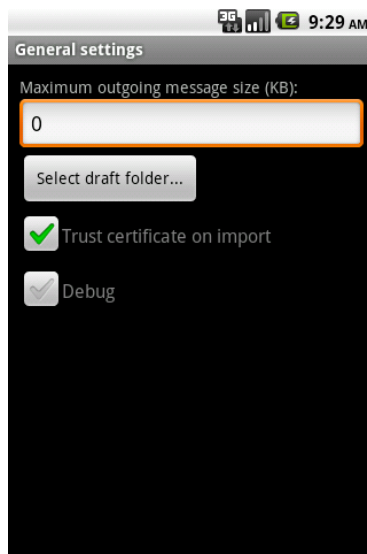 3G 9:29 AM
General settings
Maximum outgoing message size (KB):
0
Select draft folder...
Trust certificate on import
Debug